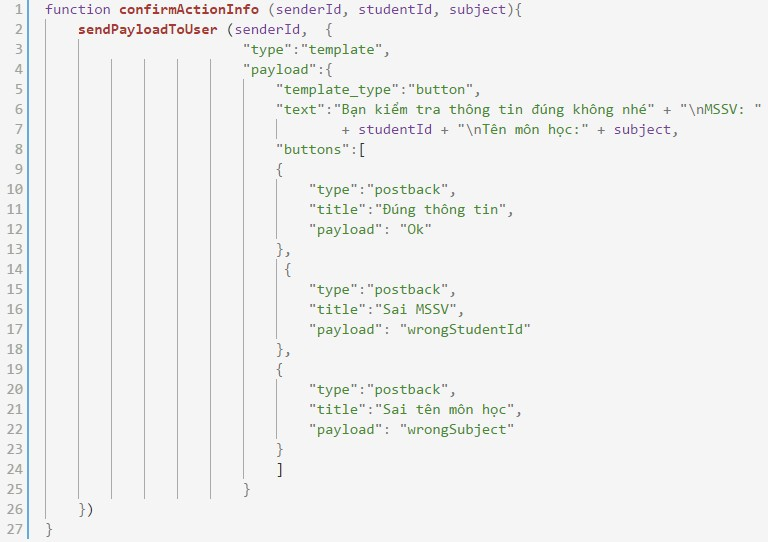 1 function confirmActionInfo (senderId, studentId, subject){
2     sendPayloadToUser (senderId,  {
3                         "type":"template",
4                         "payload":{
5                             "template_type":"button",
6                             "text":"Bạn kiểm tra thông tin đúng không nhé" + "\nMSSV: "
7                                     + studentId + "\nTên môn học:" + subject,
8                             "buttons":[
9                             {
10                                 "type":"postback",
11                                 "title":"Đúng thông tin",
12                                 "payload": "Ok"
13                             },
14                              {
15                                 "type":"postback",
16                                 "title":"Sai MSSV",
17                                 "payload": "wrongStudentId"
18                             },
19                             {
20                                 "type":"postback",
21                                 "title":"Sai tên môn học",
22                                 "payload": "wrongSubject"
23                             }
24                             ]
25                         }
26     })
27 }